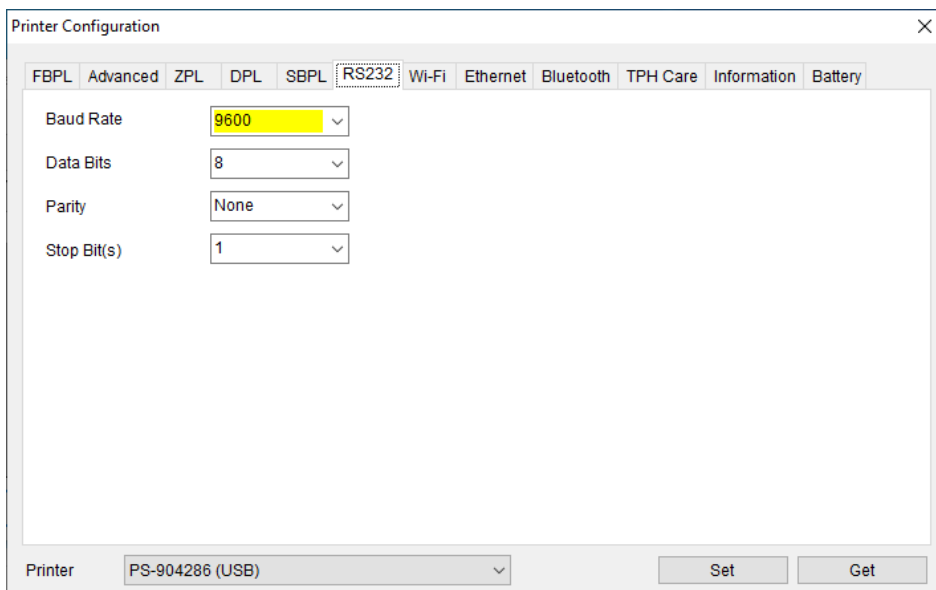 Printer Configuration
FBPL Advanced ZPL DPL SBPL RS232 Wi-Fi Ethernet Bluetooth TPH Care Information Battery
Baud Rate 9600
Data Bits 8
Parity None
Stop Bit(s) 1
Printer PS-904286 (USB) Set Get